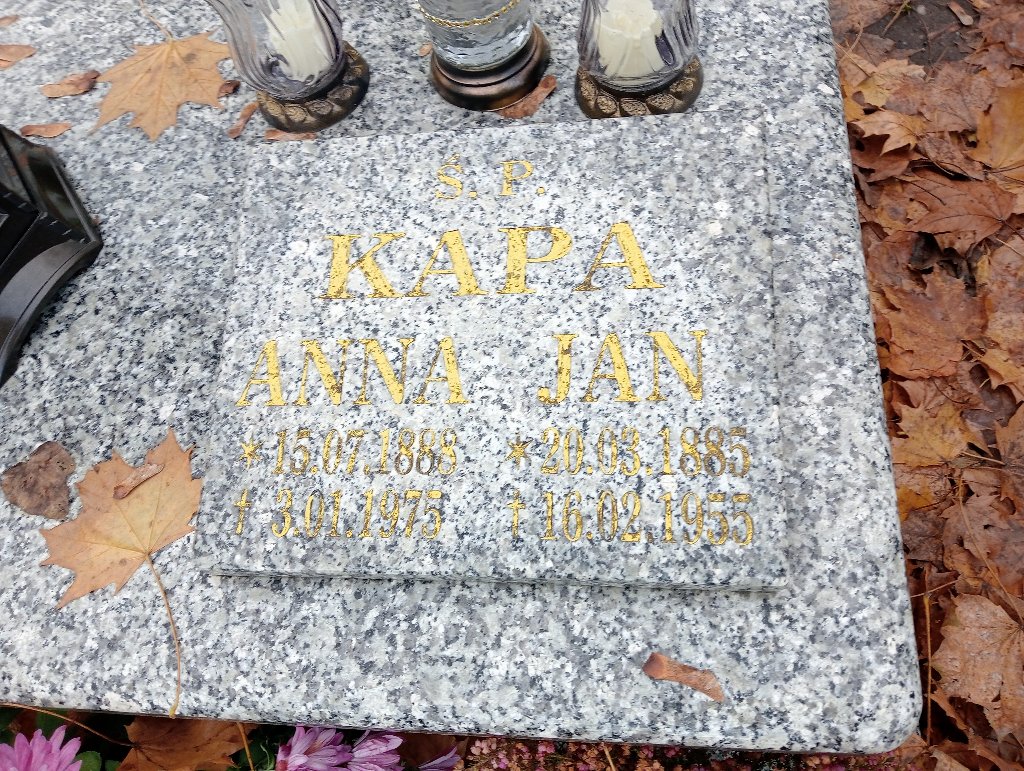 Ś. P.
KAPA
ANNA JAN
* 15.07.1888 * 20.03.1885
† 3.01.1975 † 16.02.1955